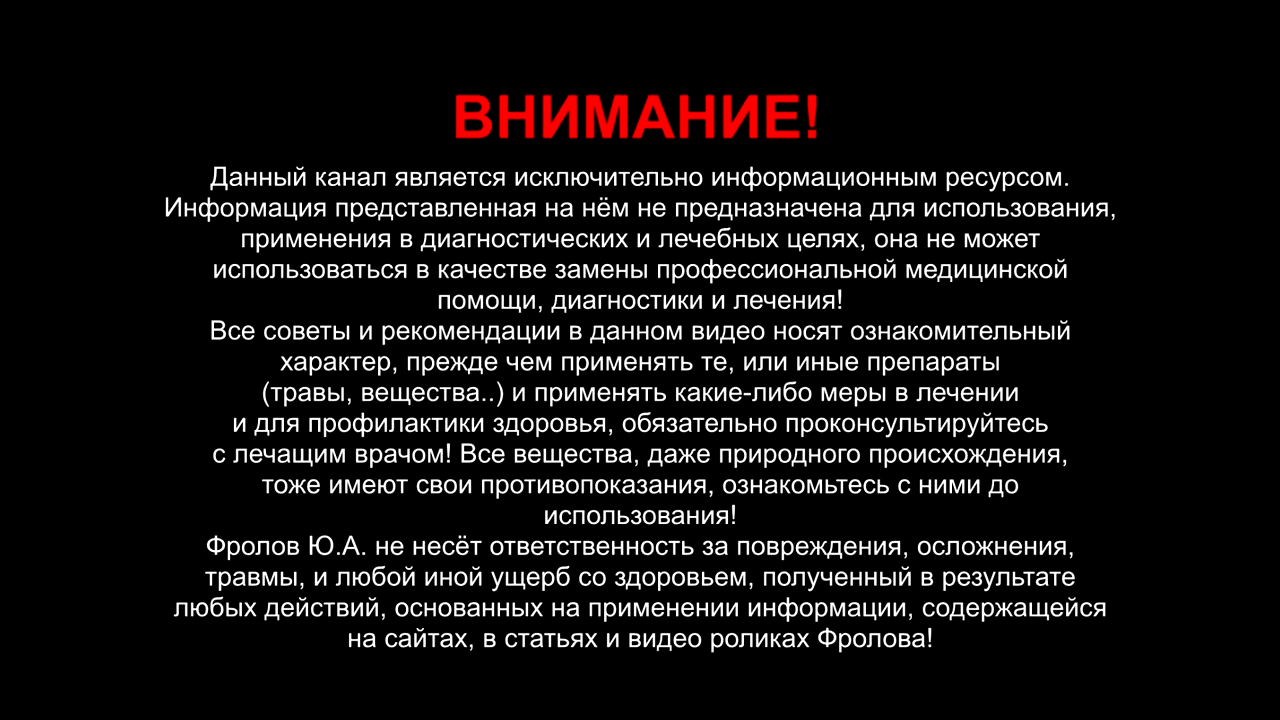 ВНИМАНИЕ!
Данный канал является исключительно информационным ресурсом.
Информация представленная на нём не предназначена для использования,
применения в диагностических и лечебных целях, она не может
использоваться в качестве замены профессиональной медицинской
помощи, диагностики и лечения!
Все советы и рекомендации в данном видео носят ознакомительный
характер, прежде чем применять те, или иные препараты
(травы, вещества..) и применять какие-либо меры в лечении
и для профилактики здоровья, обязательно проконсультируйтесь
с лечащим врачом! Все вещества, даже природного происхождения,
тоже имеют свои противопоказания, ознакомьтесь с ними до
использования!
Фролов Ю.А. не несёт ответственность за повреждения, осложнения,
травмы, и любой иной ущерб со здоровьем, полученный в результате
любых действий, основанных на применении информации, содержащейся
на сайтах, в статьях и видео роликах Фролова!